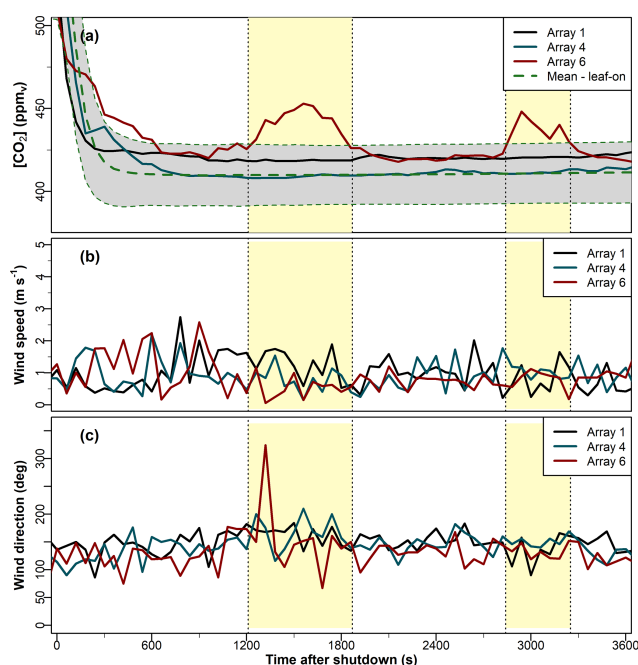 (a)
Array 1
Array 4
Array 6
Mean - leaf-on
[CO₂] (ppmᵥ)
500
450
400
(b)
Array 1
Array 4
Array 6
Wind speed (m s⁻¹)
5
4
3
2
1
0
(c)
Array 1
Array 4
Array 6
Wind direction (deg)
300
200
150
100
50
0
0 600 1200 1800 2400 3000 3600
Time after shutdown (s)